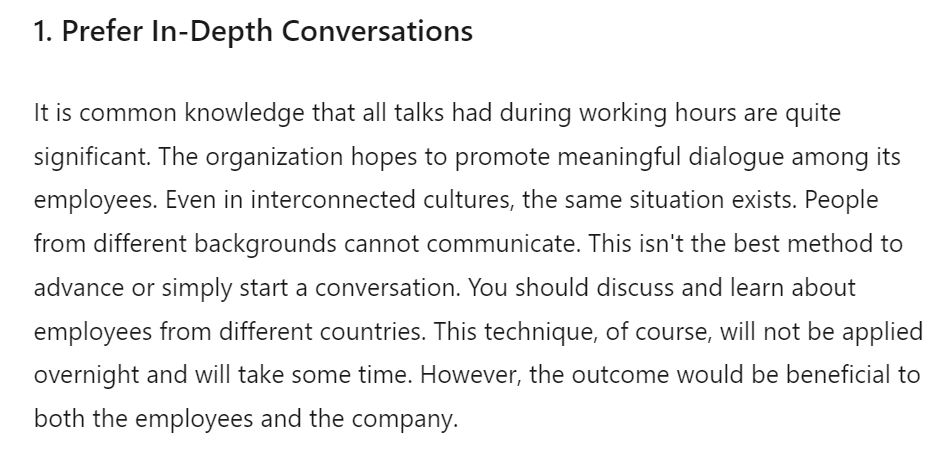 1. Prefer In-Depth Conversations
It is common knowledge that all talks had during working hours are quite
significant. The organization hopes to promote meaningful dialogue among its
employees. Even in interconnected cultures, the same situation exists. People
from different backgrounds cannot communicate. This isn't the best method to
advance or simply start a conversation. You should discuss and learn about
employees from different countries. This technique, of course, will not be applied
overnight and will take some time. However, the outcome would be beneficial to
both the employees and the company.